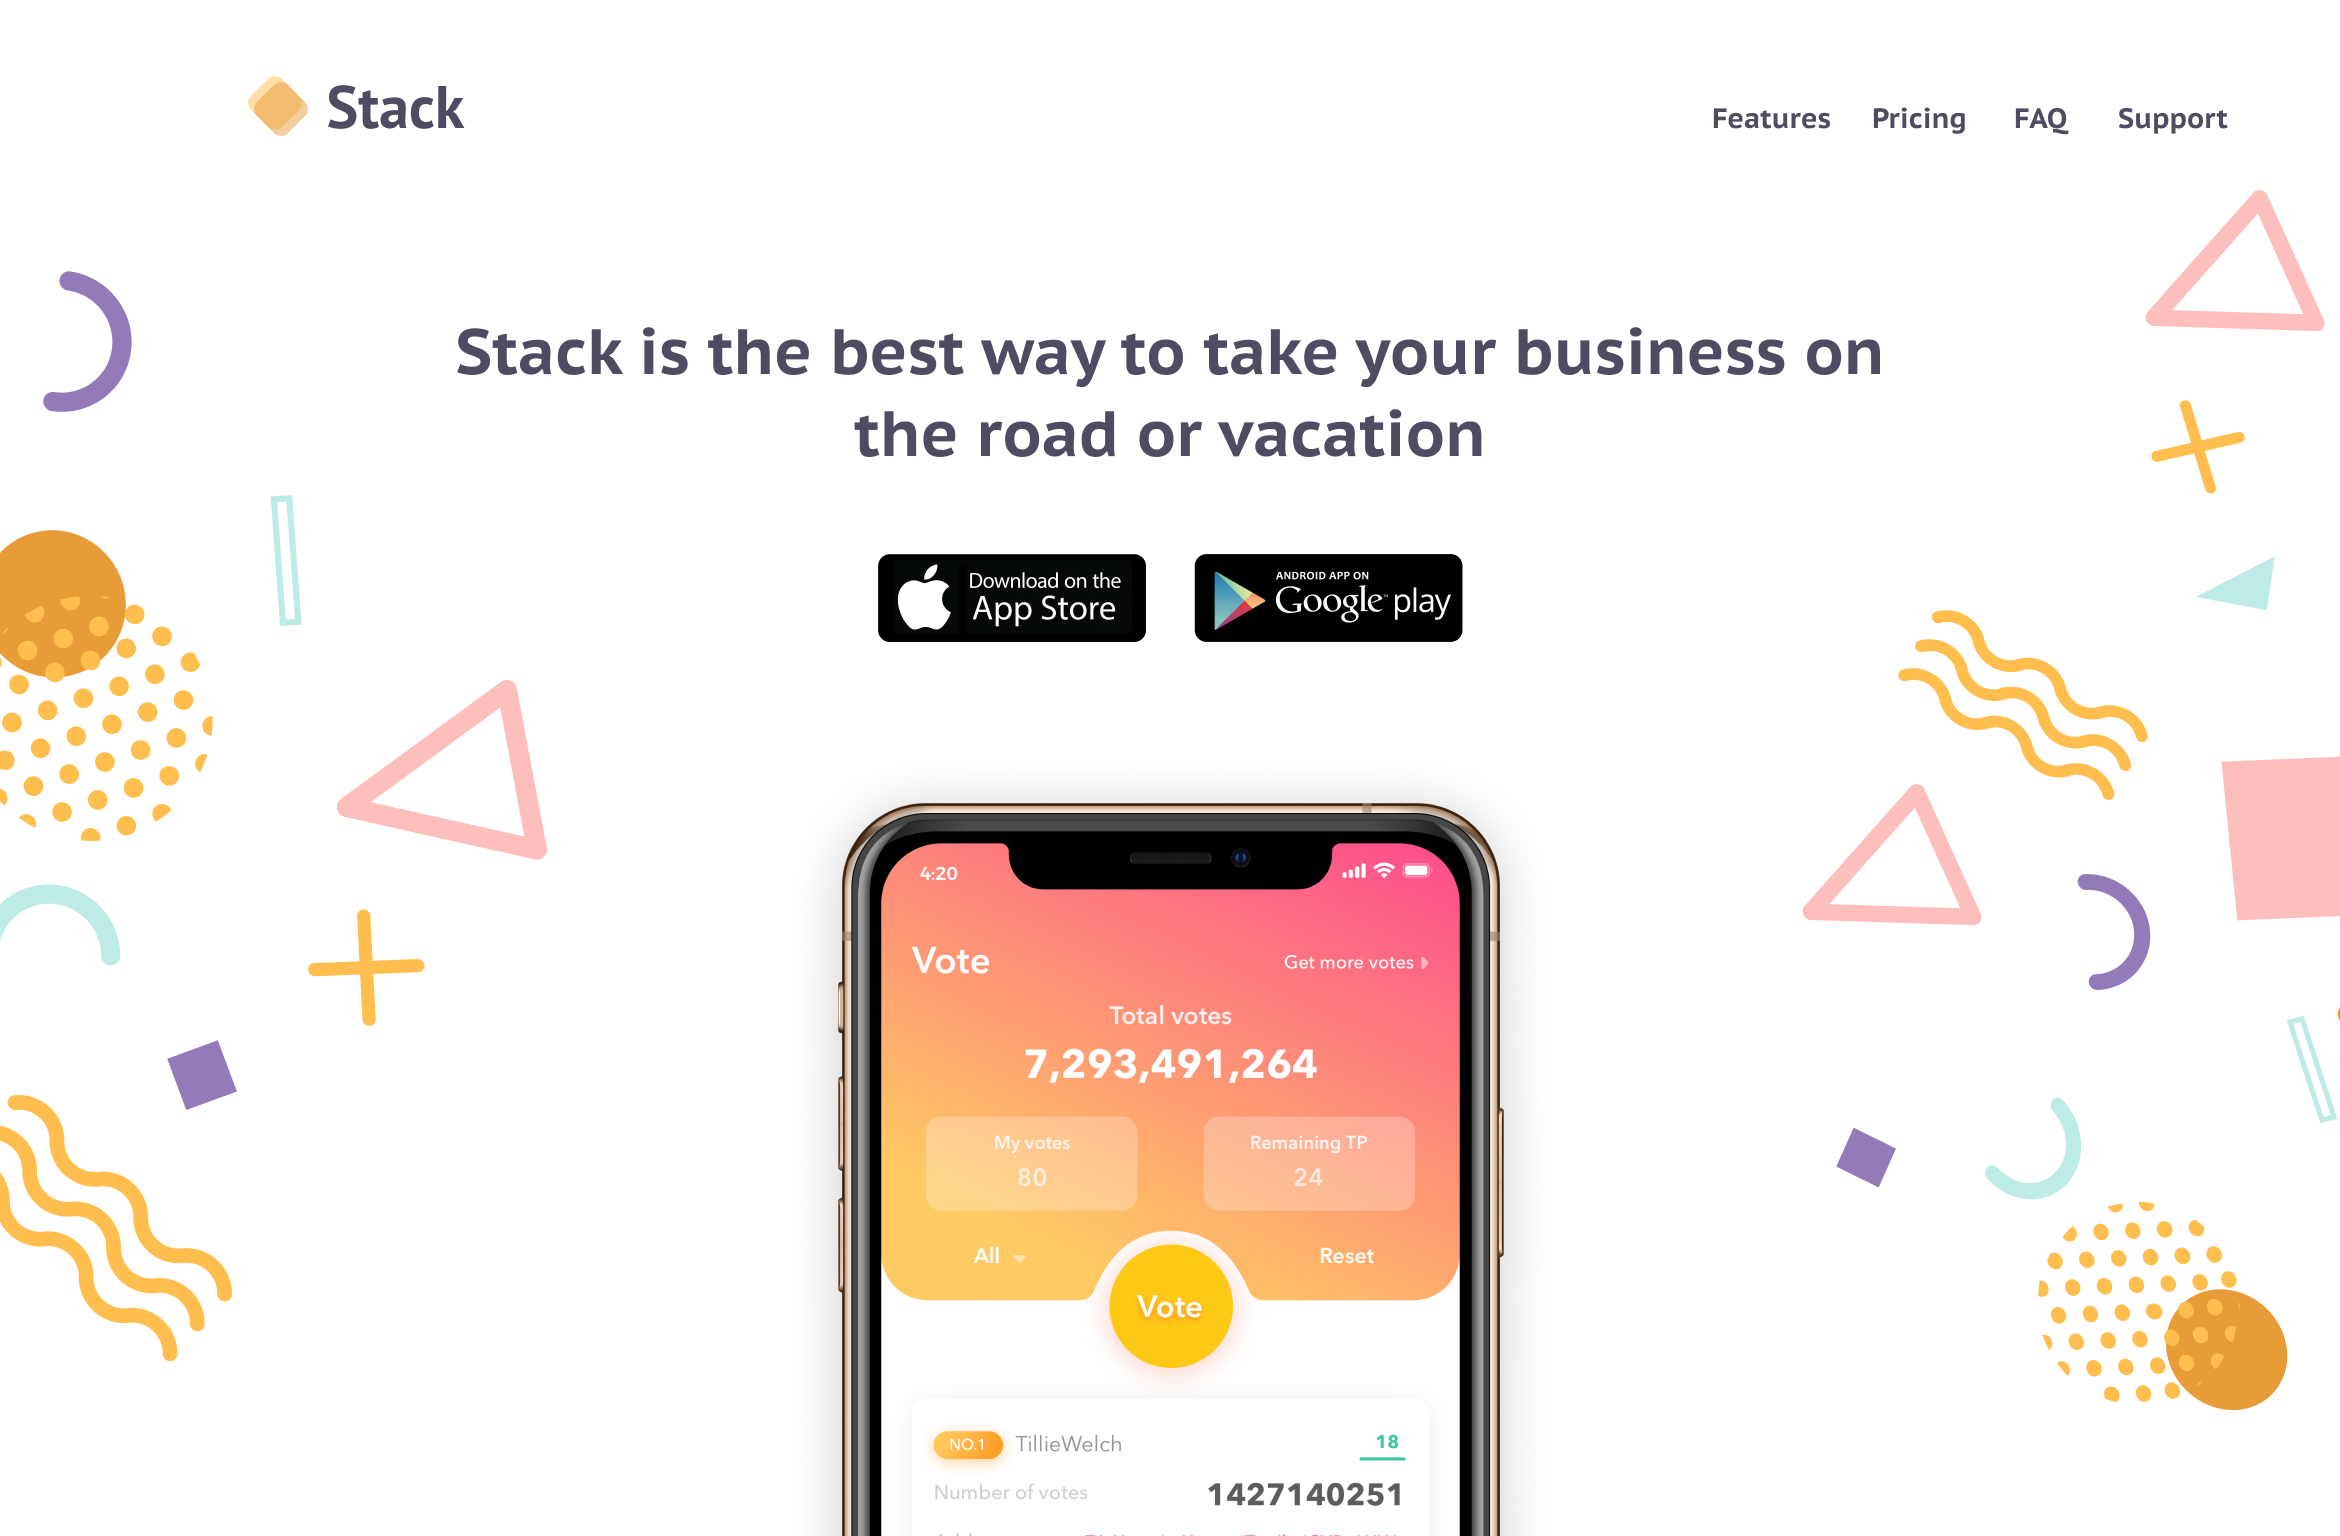 Stack
Features Pricing FAQ Support
Stack is the best way to take your business on
the road or vacation
Download on the
App Store
ANDROID APP ON
Google play
4:20
Vote
Get more votes
Total votes
7,293,491,264
My votes
80
Remaining TP
24
All
Reset
Vote
NO.1 TillieWelch 18
Number of votes 1427140251